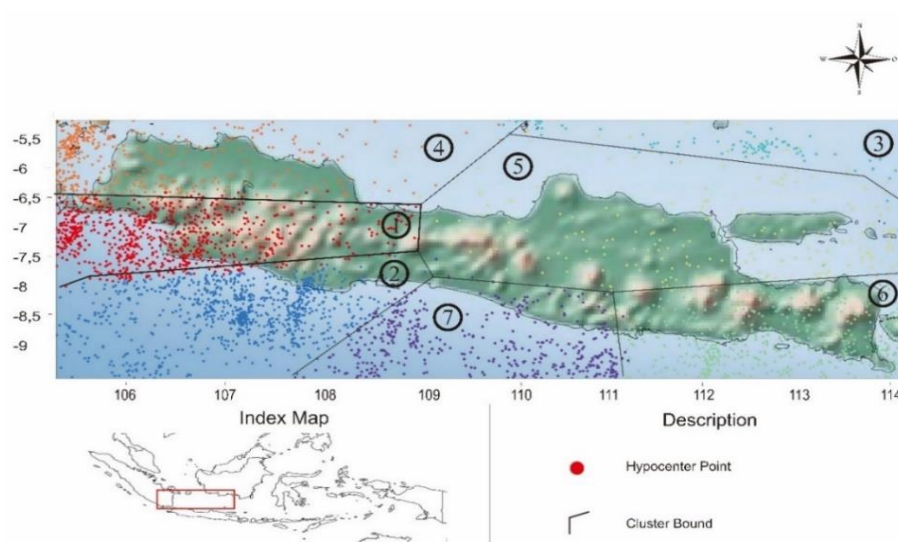 N
W O
S
-5,5
-6
-6.5
-7
-7.5
-8
-8.5
-9
4
3
5
1
2
6
7
106 107 108 109 110 111 112 113 114
Index Map
Description
Hypocenter Point
Cluster Bound